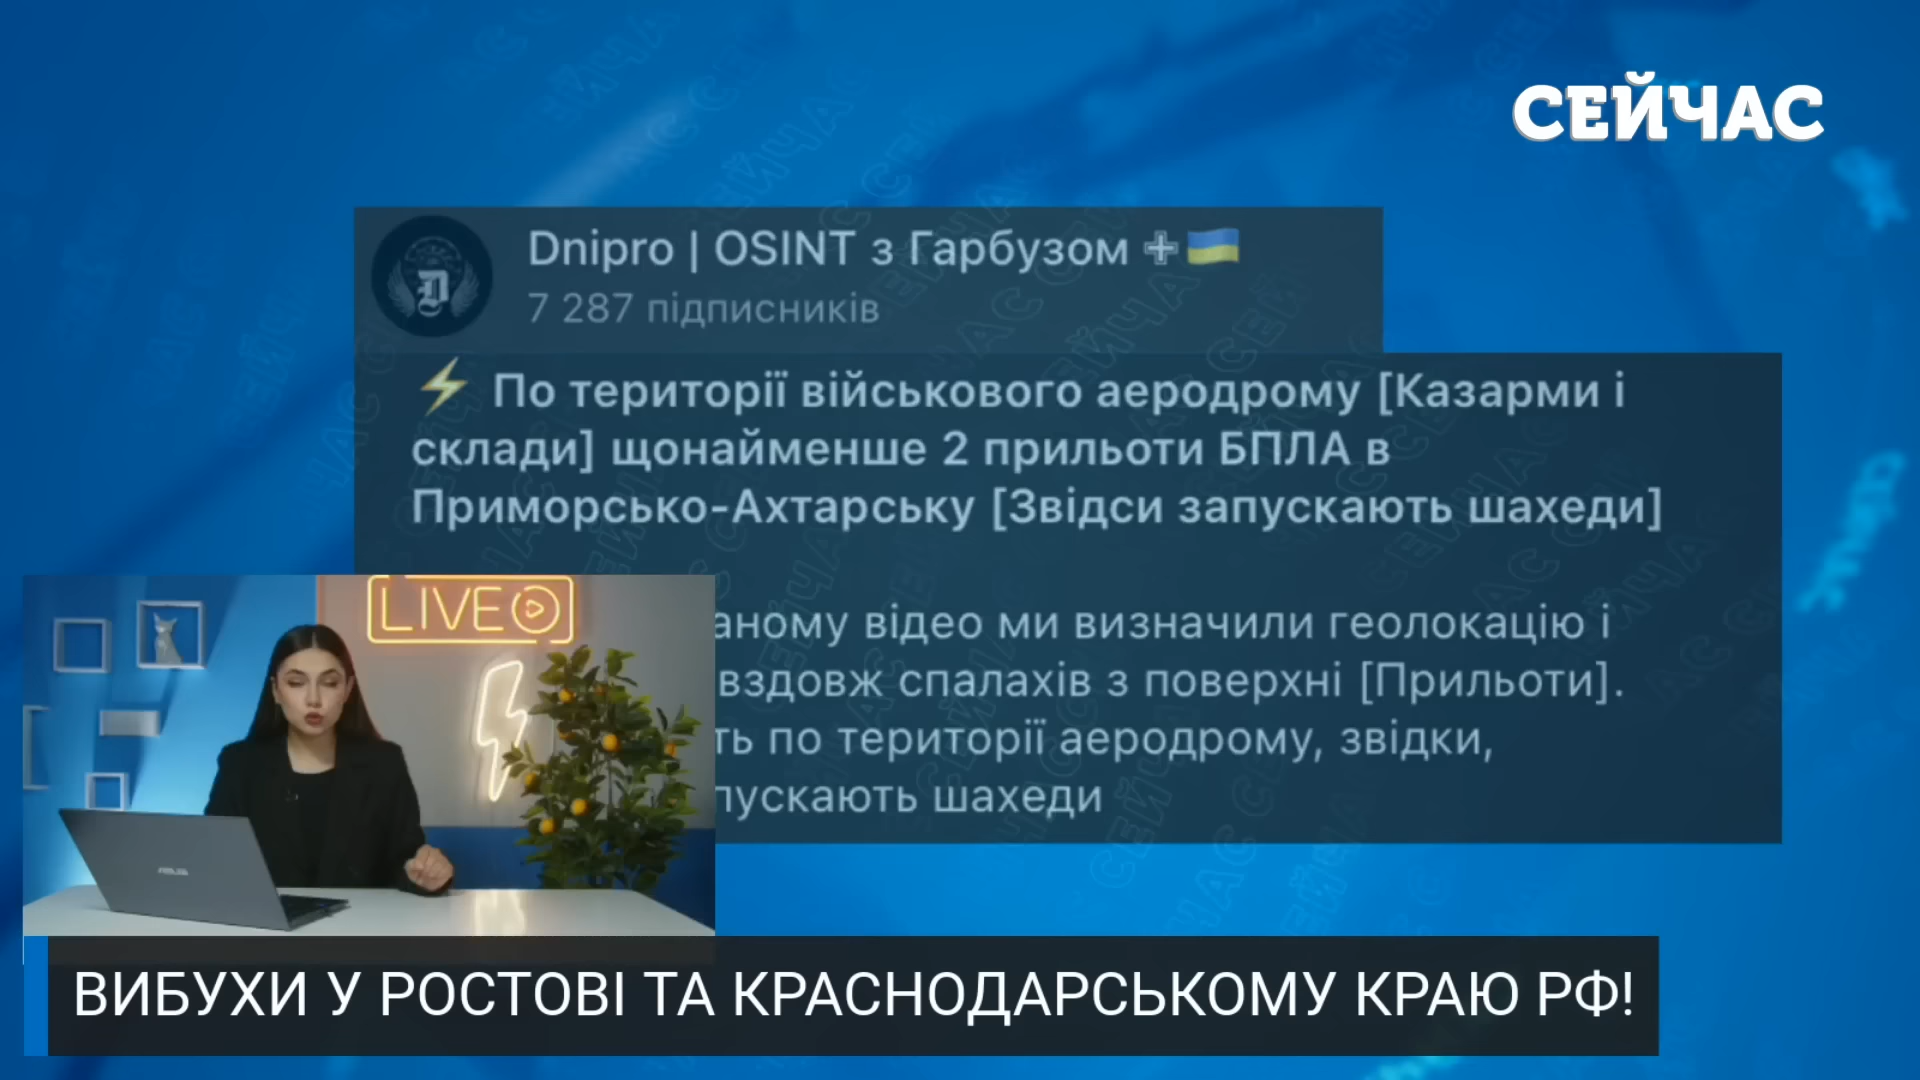 СЕЙЧАС
Dnipro | OSINT з Гарбузом ✙🇺🇦
7 287 підписників
⚡ По території військового аеродрому [Казарми і
склади] щонайменше 2 прильоти БПЛА в
Приморсько-Ахтарську [Звідси запускають шахеди]
аному відео ми визначили геолокацію і
вздовж спалахів з поверхні [Прильоти].
ть по території аеродрому, звідки,
пускають шахеди
LIVE
ASUS
ВИБУХИ У РОСТОВІ ТА КРАСНОДАРСЬКОМУ КРАЮ РФ!